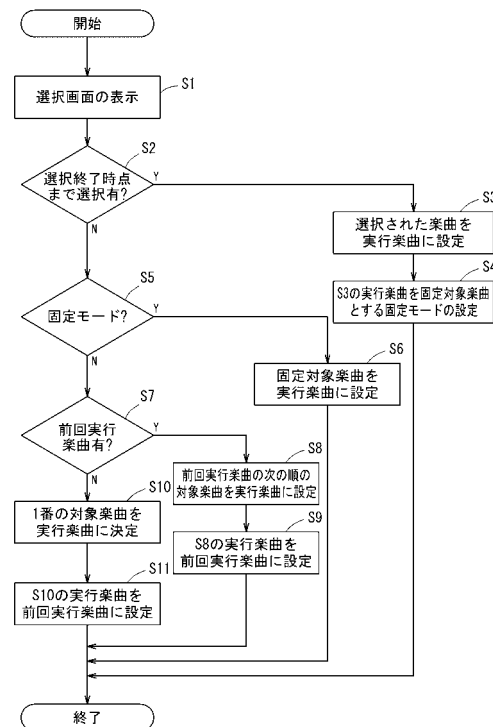 開始
S1
選択画面の表示
S2
選択終了時点
まで選択有?
Y
N
S3
選択された楽曲を
実行楽曲に設定
S4
S3の実行楽曲を固定対象楽曲
とする固定モードの設定
S5
固定モード?
Y
N
S6
固定対象楽曲を
実行楽曲に設定
S7
前回実行
楽曲有?
Y
N
S8
前回実行楽曲の次の順の
対象楽曲を実行楽曲に設定
S9
S8の実行楽曲を
前回実行楽曲に設定
S10
1番の対象楽曲を
実行楽曲に決定
S11
S10の実行楽曲を
前回実行楽曲に設定
終了